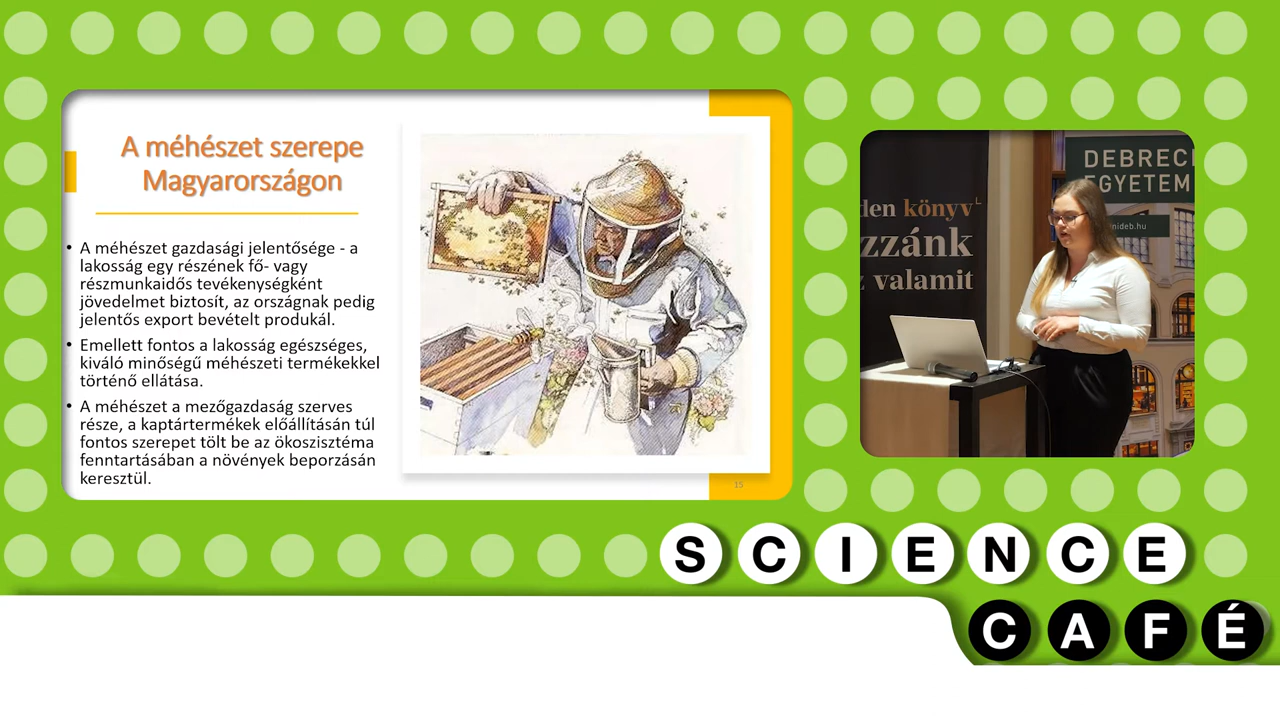 A méhészet szerepe
Magyarországon
• A méhészet gazdasági jelentősége - a
lakosság egy részének fő- vagy
részmunkaidős tevékenységként
jövedelmet biztosít, az országnak pedig
jelentős export bevételt produkál.
• Emellett fontos a lakosság egészséges,
kiváló minőségű méhészeti termékekkel
történő ellátása.
• A méhészet a mezőgazdaság szerves
része, a kaptártermékek előállításán túl
fontos szerepet tölt be az ökoszisztéma
fenntartásában a növények beporzásán
keresztül.
15
den könyv
zzánk
z valamit
DEBRECI
EGYETEM
unideb.hu
SCIENCE
CAFÉ